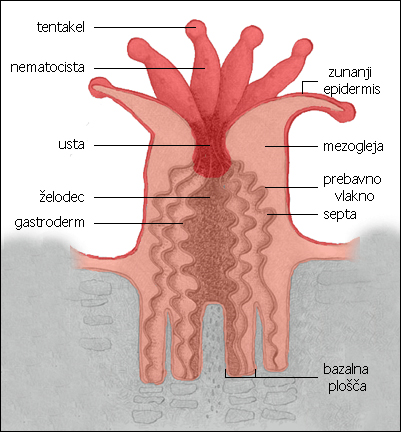 tentakel
nematocista
zunanji
epidermis
usta
mezogleja
prebavno
vlakno
želodec
septa
gastroderm
bazalna
plošča